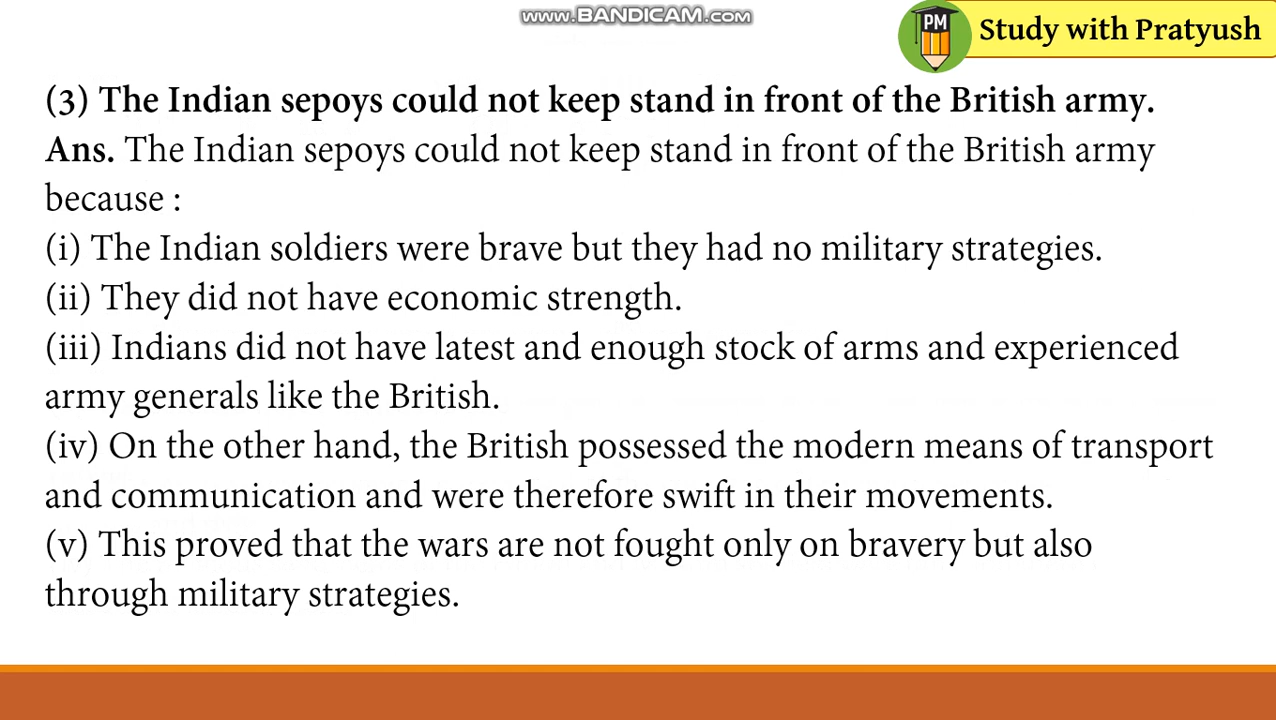 www.BANDICAM.com
PM
Study with Pratyush
(3) The Indian sepoys could not keep stand in front of the British army.
Ans. The Indian sepoys could not keep stand in front of the British army
because :
(i) The Indian soldiers were brave but they had no military strategies.
(ii) They did not have economic strength.
(iii) Indians did not have latest and enough stock of arms and experienced
army generals like the British.
(iv) On the other hand, the British possessed the modern means of transport
and communication and were therefore swift in their movements.
(v) This proved that the wars are not fought only on bravery but also
through military strategies.